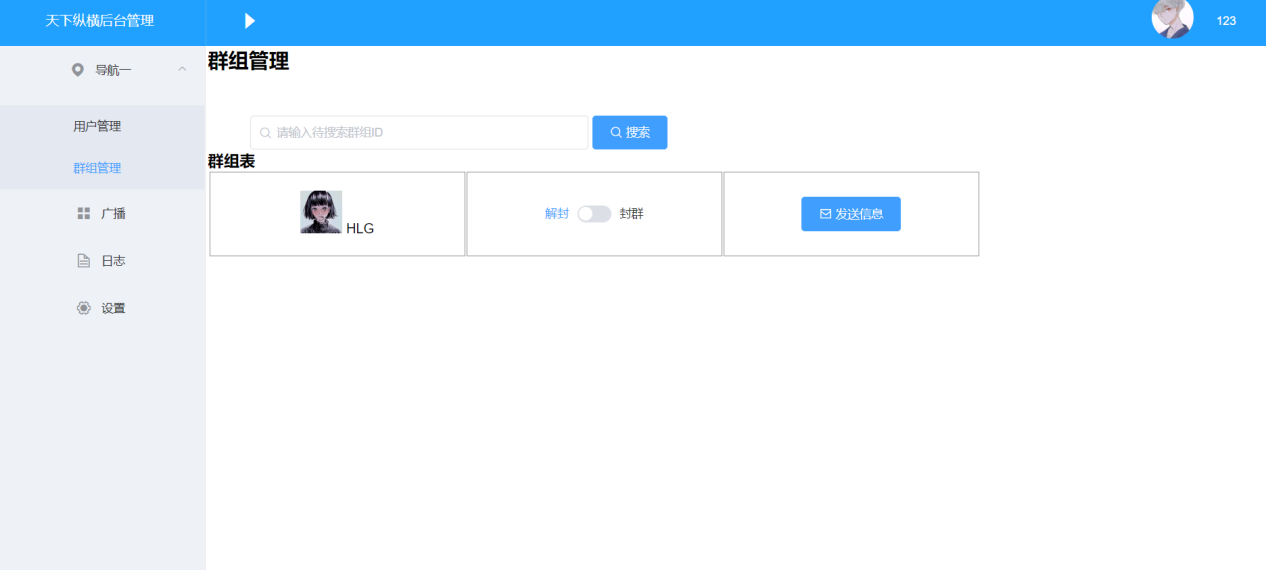 天下纵横后台管理
123
导航一
用户管理
群组管理
广播
日志
设置
群组管理
请输入待搜索群组ID
搜索
群组表
HLG
解封
封群
发送信息